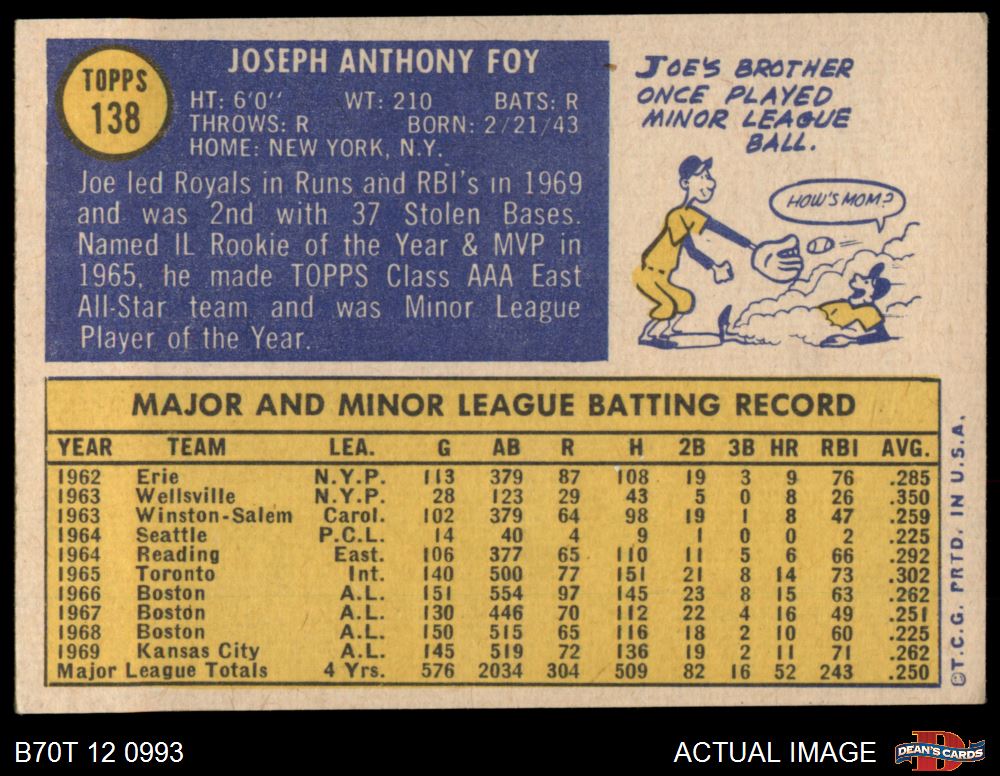 TOPPS
138
JOSEPH ANTHONY FOY
HT: 6'0'' WT: 210 BATS: R
THROWS: R BORN: 2/21/43
HOME: NEW YORK, N.Y.
Joe led Royals in Runs and RBI's in 1969
and was 2nd with 37 Stolen Bases.
Named IL Rookie of the Year & MVP in
1965, he made TOPPS Class AAA East
All-Star team and was Minor League
Player of the Year.
JOE'S BROTHER
ONCE PLAYED
MINOR LEAGUE
BALL.
HOW'S MOM?
MAJOR AND MINOR LEAGUE BATTING RECORD
YEAR TEAM LEA. G AB R H 2B 3B HR RBI AVG.
1962 Erie N.Y.P. 113 379 87 108 19 3 9 76 .285
1963 Wellsville N.Y.P. 28 123 29 43 5 0 8 26 .350
1963 Winston-Salem Carol. 102 379 64 98 19 1 8 47 .259
1964 Seattle P.C.L. 14 40 4 9 1 0 0 2 .225
1964 Reading East. 106 377 65 110 11 5 6 66 .292
1965 Toronto Int. 140 500 77 151 21 8 14 73 .302
1966 Boston A.L. 151 554 97 145 23 8 15 63 .262
1967 Boston A.L. 130 446 70 112 22 4 16 49 .251
1968 Boston A.L. 150 515 65 116 18 2 10 60 .225
1969 Kansas City A.L. 145 519 72 136 19 2 11 71 .262
Major League Totals 4 Yrs. 576 2034 304 509 82 16 52 243 .250
©T.C.G. PRTD. IN U.S.A.
B70T 12 0993
ACTUAL IMAGE
DEAN'S CARDS